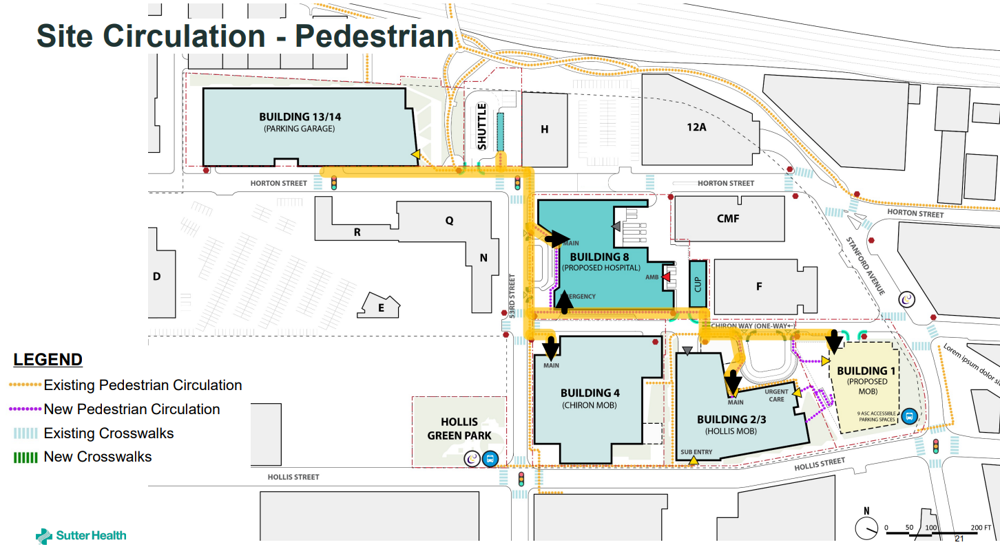 Site Circulation - Pedestrian
BUILDING 13/14
(PARKING GARAGE)
SHUTTLE
H
12A
HORTON STREET
HORTON STREET
HORTON STREET
R
Q
N
D
E
53RD STREET
MAIN
BUILDING 8
(PROPOSED HOSPITAL)
AMB
CUP
CMF
F
STANFORD AVENUE
CHIRON WAY (ONE-WAY
MAIN
BUILDING 4
(CHIRON MOB)
MAIN
URGENT
CARE
BUILDING 2/3
(HOLLIS MOB)
SUB ENTRY
BUILDING 1
(PROPOSED
MOB)
9 ASC ACCESSIBLE
PARKING SPACES
Lorem ipsum dolor
HOLLIS
GREEN PARK
HOLLIS STREET
HOLLIS STREET
LEGEND
Existing Pedestrian Circulation
New Pedestrian Circulation
Existing Crosswalks
New Crosswalks
Sutter Health
N
0 50 100 200 FT
21